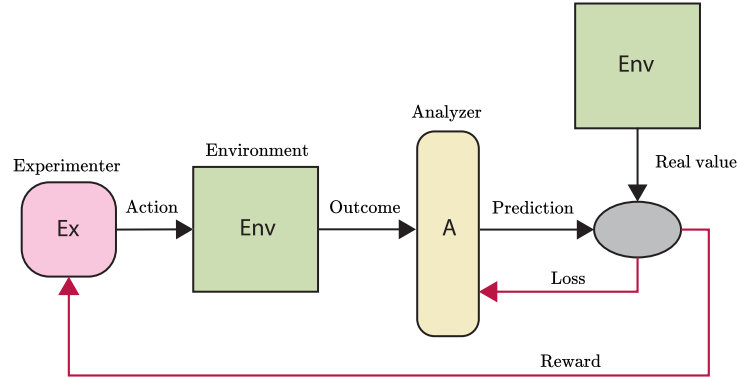 Env
Analyzer
Environment
Real value
Experimenter
Action
Outcome
Prediction
Ex
Env
A
Loss
Reward